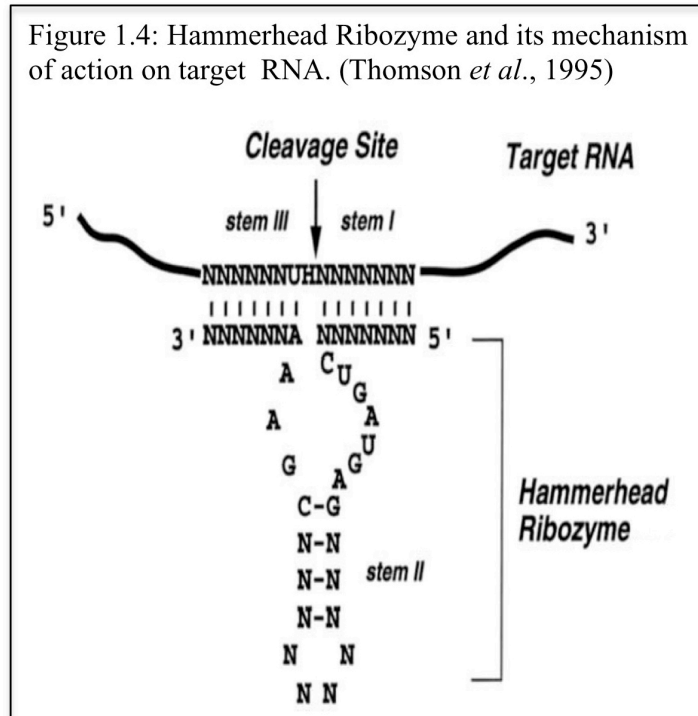 Figure 1.4: Hammerhead Ribozyme and its mechanism
of action on target RNA. (Thomson et al., 1995)
Cleavage Site
Target RNA
5'
stem III
stem I
3'
NNNNNNUHNNNNNNN
3' NNNNNNA NNNNNNN 5'
A
C
U
G
A
A
U
G
G
A
C-G
N-N
N-N
stem II
N-N
N N
N N
Hammerhead
Ribozyme